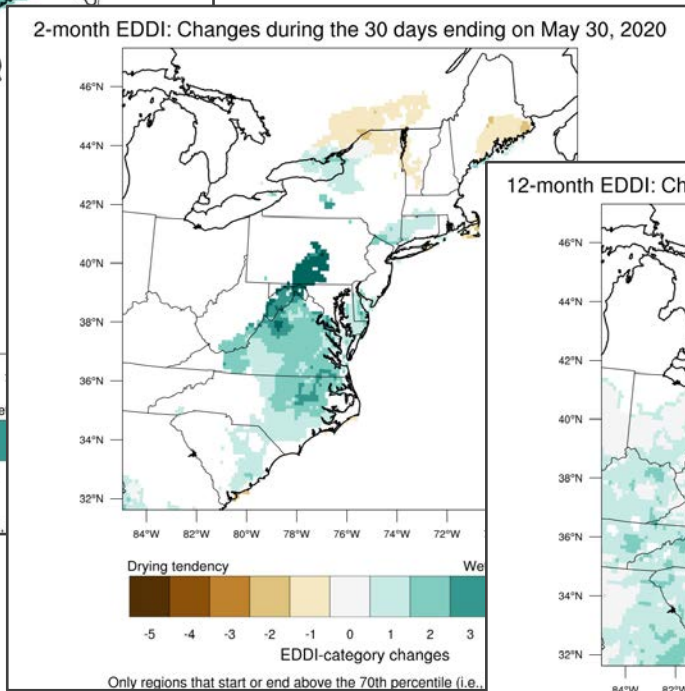 2-month EDDI: Changes during the 30 days ending on May 30, 2020
46°N
44°N
42°N
40°N
38°N
36°N
34°N
32°N
84°W 82°W 80°W 78°W 76°W 74°W 72°W
Drying tendency
-5 -4 -3 -2 -1 0 1 2 3
EDDI-category changes
Only regions that start or end above the 70th percentile (i.e.,
12-month EDDI:
46°N
44°N
42°N
40°N
38°N
36°N
34°N
32°N
84°W 82°W